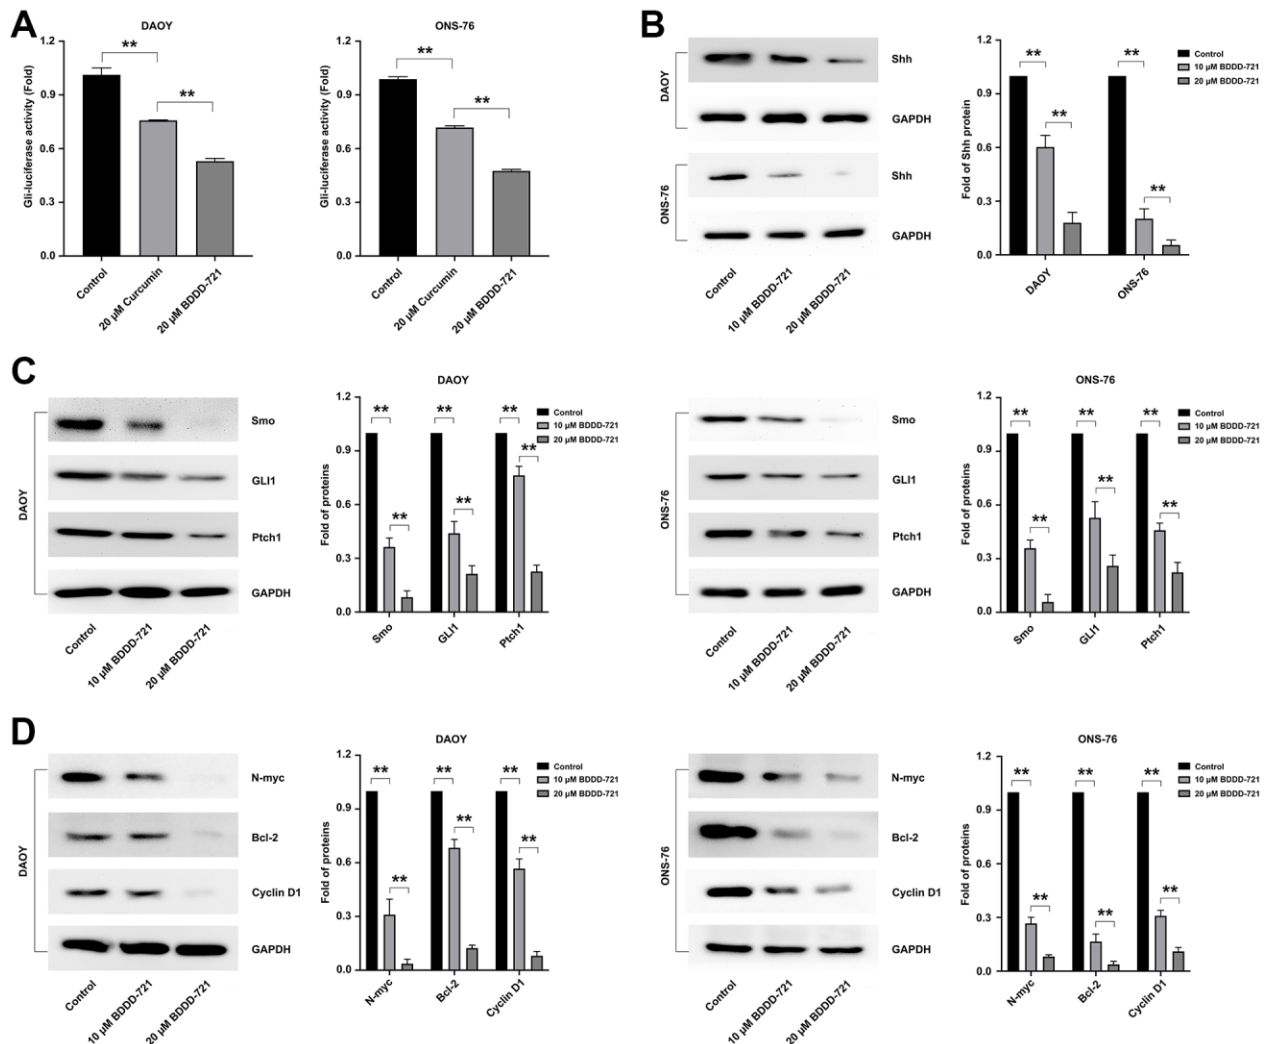 A
DAOY
Gli-luciferase activity (Fold)
1.2
0.9
0.6
0.3
0.0
**
**
Control
20 µM Curcumin
20 µM BDDD-721
ONS-76
Gli-luciferase activity (Fold)
1.2
0.9
0.6
0.3
0.0
**
**
Control
20 µM Curcumin
20 µM BDDD-721
B
DAOY
Shh
GAPDH
ONS-76
Shh
GAPDH
Control
10 µM BDDD-721
20 µM BDDD-721
Fold of Shh protein
1.2
0.9
0.6
0.3
0.0
**
**
**
**
DAOY
ONS-76
Control
10 µM BDDD-721
20 µM BDDD-721
C
DAOY
Smo
GLI1
Ptch1
GAPDH
Control
10 µM BDDD-721
20 µM BDDD-721
DAOY
Fold of proteins
1.2
0.9
0.6
0.3
0.0
**
**
**
**
**
**
Smo
GLI1
Ptch1
Control
10 µM BDDD-721
20 µM BDDD-721
ONS-76
Smo
GLI1
Ptch1
GAPDH
Control
10 µM BDDD-721
20 µM BDDD-721
ONS-76
Fold of proteins
1.2
0.9
0.6
0.3
0.0
**
**
**
**
**
**
Smo
GLI1
Ptch1
Control
10 µM BDDD-721
20 µM BDDD-721
D
DAOY
N-myc
Bcl-2
Cyclin D1
GAPDH
Control
10 µM BDDD-721
20 µM BDDD-721
DAOY
Fold of proteins
1.2
0.9
0.6
0.3
0.0
**
**
**
**
**
**
N-myc
Bcl-2
Cyclin D1
Control
10 µM BDDD-721
20 µM BDDD-721
ONS-76
N-myc
Bcl-2
Cyclin D1
GAPDH
Control
10 µM BDDD-721
20 µM BDDD-721
ONS-76
Fold of proteins
1.2
0.9
0.6
0.3
0.0
**
**
**
**
**
**
N-myc
Bcl-2
Cyclin D1
Control
10 µM BDDD-721
20 µM BDDD-721